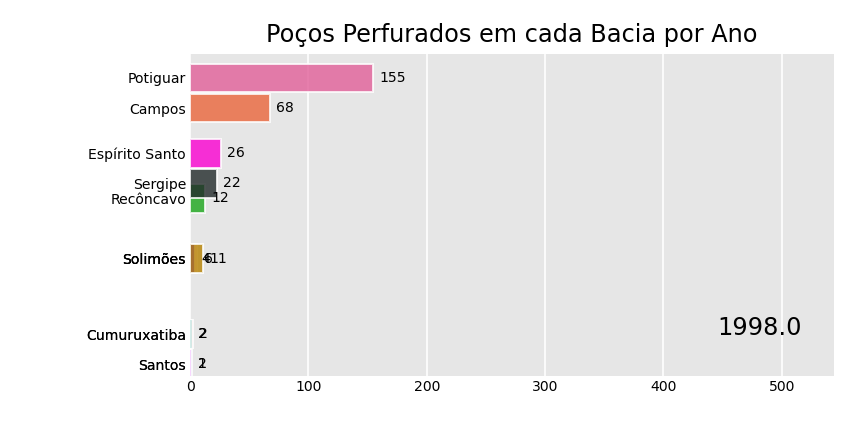 Poços Perfurados em cada Bacia por Ano
Potiguar 155
Campos 68
Espírito Santo 26
Sergipe 22
Recôncavo 12
Solimões
Cumuruxatiba 2
Santos
1998.0
0 100 200 300 400 500